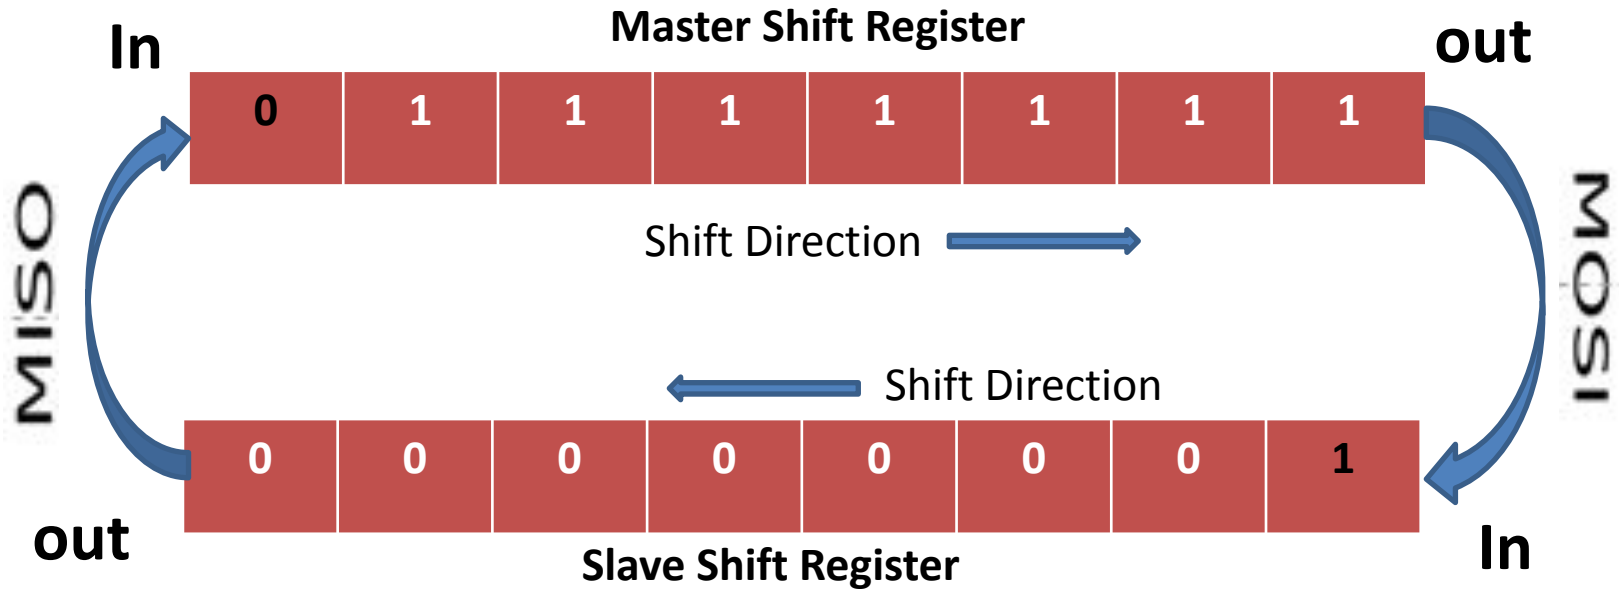 Master Shift Register
In
out
0 1 1 1 1 1 1 1
MISO
MOSI
Shift Direction
Shift Direction
0 0 0 0 0 0 0 1
out
In
Slave Shift Register